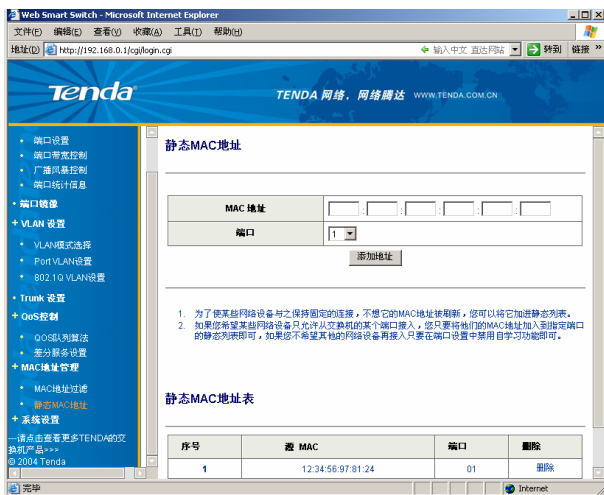 Web Smart Switch - Microsoft Internet Explorer
文件(F) 编辑(E) 查看(V) 收藏(A) 工具(T) 帮助(H)
地址(D) http://192.168.0.1/cgi/login.cgi 输入中文 直达网站 转到 链接 »
Tenda
TENDA 网络，网络腾达 WWW.TENDA.COM.CN
端口设置
端口带宽控制
广播风暴控制
端口统计信息
端口镜像
+ VLAN 设置
VLAN模式选择
Port VLAN设置
802.1Q VLAN设置
Trunk 设置
+ QoS控制
QOS队列算法
差分服务设置
+ MAC地址管理
MAC地址过滤
静态MAC地址
+ 系统设置
---请点击查看更多TENDA的交
换机产品>>>
© 2004 Tenda
静态MAC地址
MAC 地址 : : : : :
端口 1
添加地址
1. 为了使某些网络设备与之保持固定的连接，不想它的MAC地址被刷新，您可以将它加进静态列表。
2. 如果您希望某些网络设备只允许从交换机的某个端口接入，您只要将他们的MAC地址加入到指定端口
的静态列表即可，如果您不希望其他的网络设备再接入只要在端口设置中禁用自学习功能即可。
静态MAC地址表
序号 源 MAC 端口 删除
1 12:34:56:97:81:24 01 删除
完毕 Internet